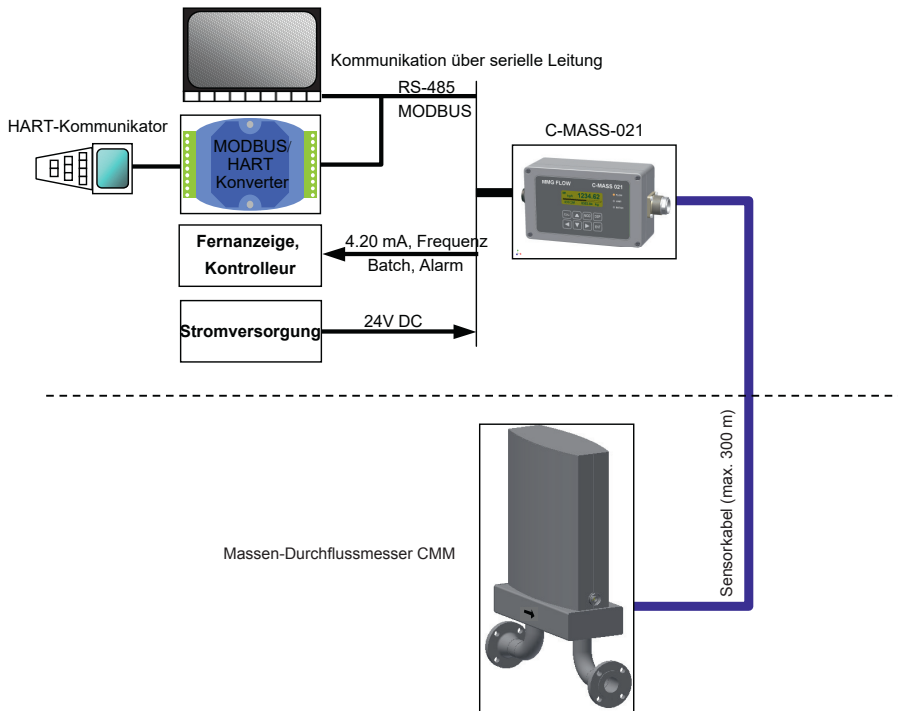 Kommunikation über serielle Leitung
RS-485
MODBUS
HART-Kommunikator
MODBUS/
HART
Konverter
C-MASS-021
MMG FLOW C-MASS 021
1234.62
Fernanzeige,
Kontrolleur
4.20 mA, Frequenz
Batch, Alarm
Stromversorgung
24V DC
Sensorkabel (max. 300 m)
Massen-Durchflussmesser CMM